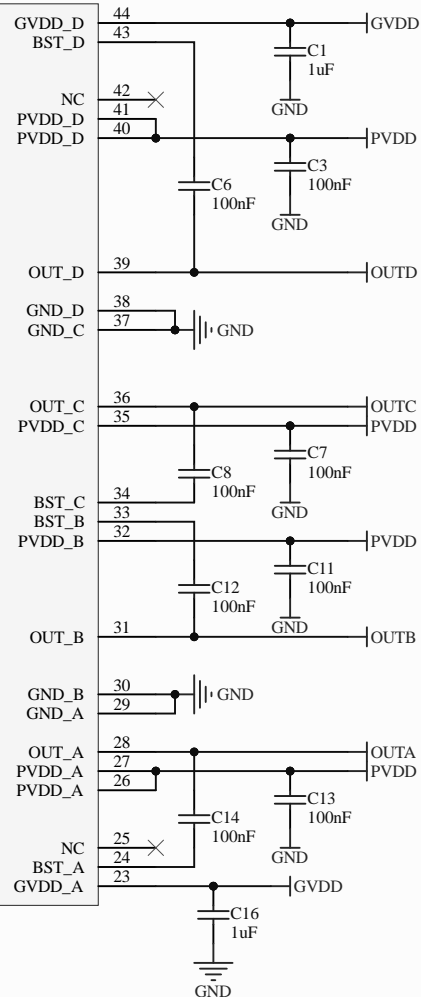 GVDD_D 44 GVDD
BST_D 43
C1
1uF
GND
NC 42
PVDD_D 41
PVDD_D 40 PVDD
C3
100nF
GND
C6
100nF
OUT_D 39 OUTD
GND_D 38
GND_C 37 GND
OUT_C 36 OUTC
PVDD_C 35 PVDD
C7
100nF
GND
C8
100nF
BST_C 34
BST_B 33
PVDD_B 32 PVDD
C11
100nF
GND
C12
100nF
OUT_B 31 OUTB
GND_B 30 GND
GND_A 29
OUT_A 28 OUTA
PVDD_A 27 PVDD
PVDD_A 26
C13
100nF
GND
C14
100nF
NC 25
BST_A 24
GVDD_A 23 GVDD
C16
1uF
GND